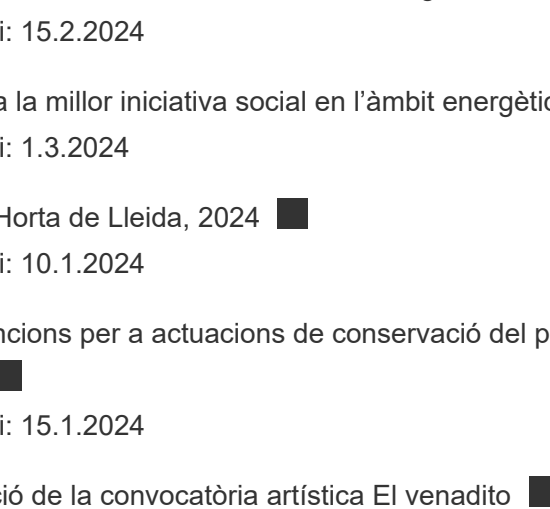 i: 15.2.2024
a la millor iniciativa social en l’àmbit energètic
i: 1.3.2024
Horta de Lleida, 2024
i: 10.1.2024
ncions per a actuacions de conservació del p
i: 15.1.2024
ió de la convocatòria artística El venadito